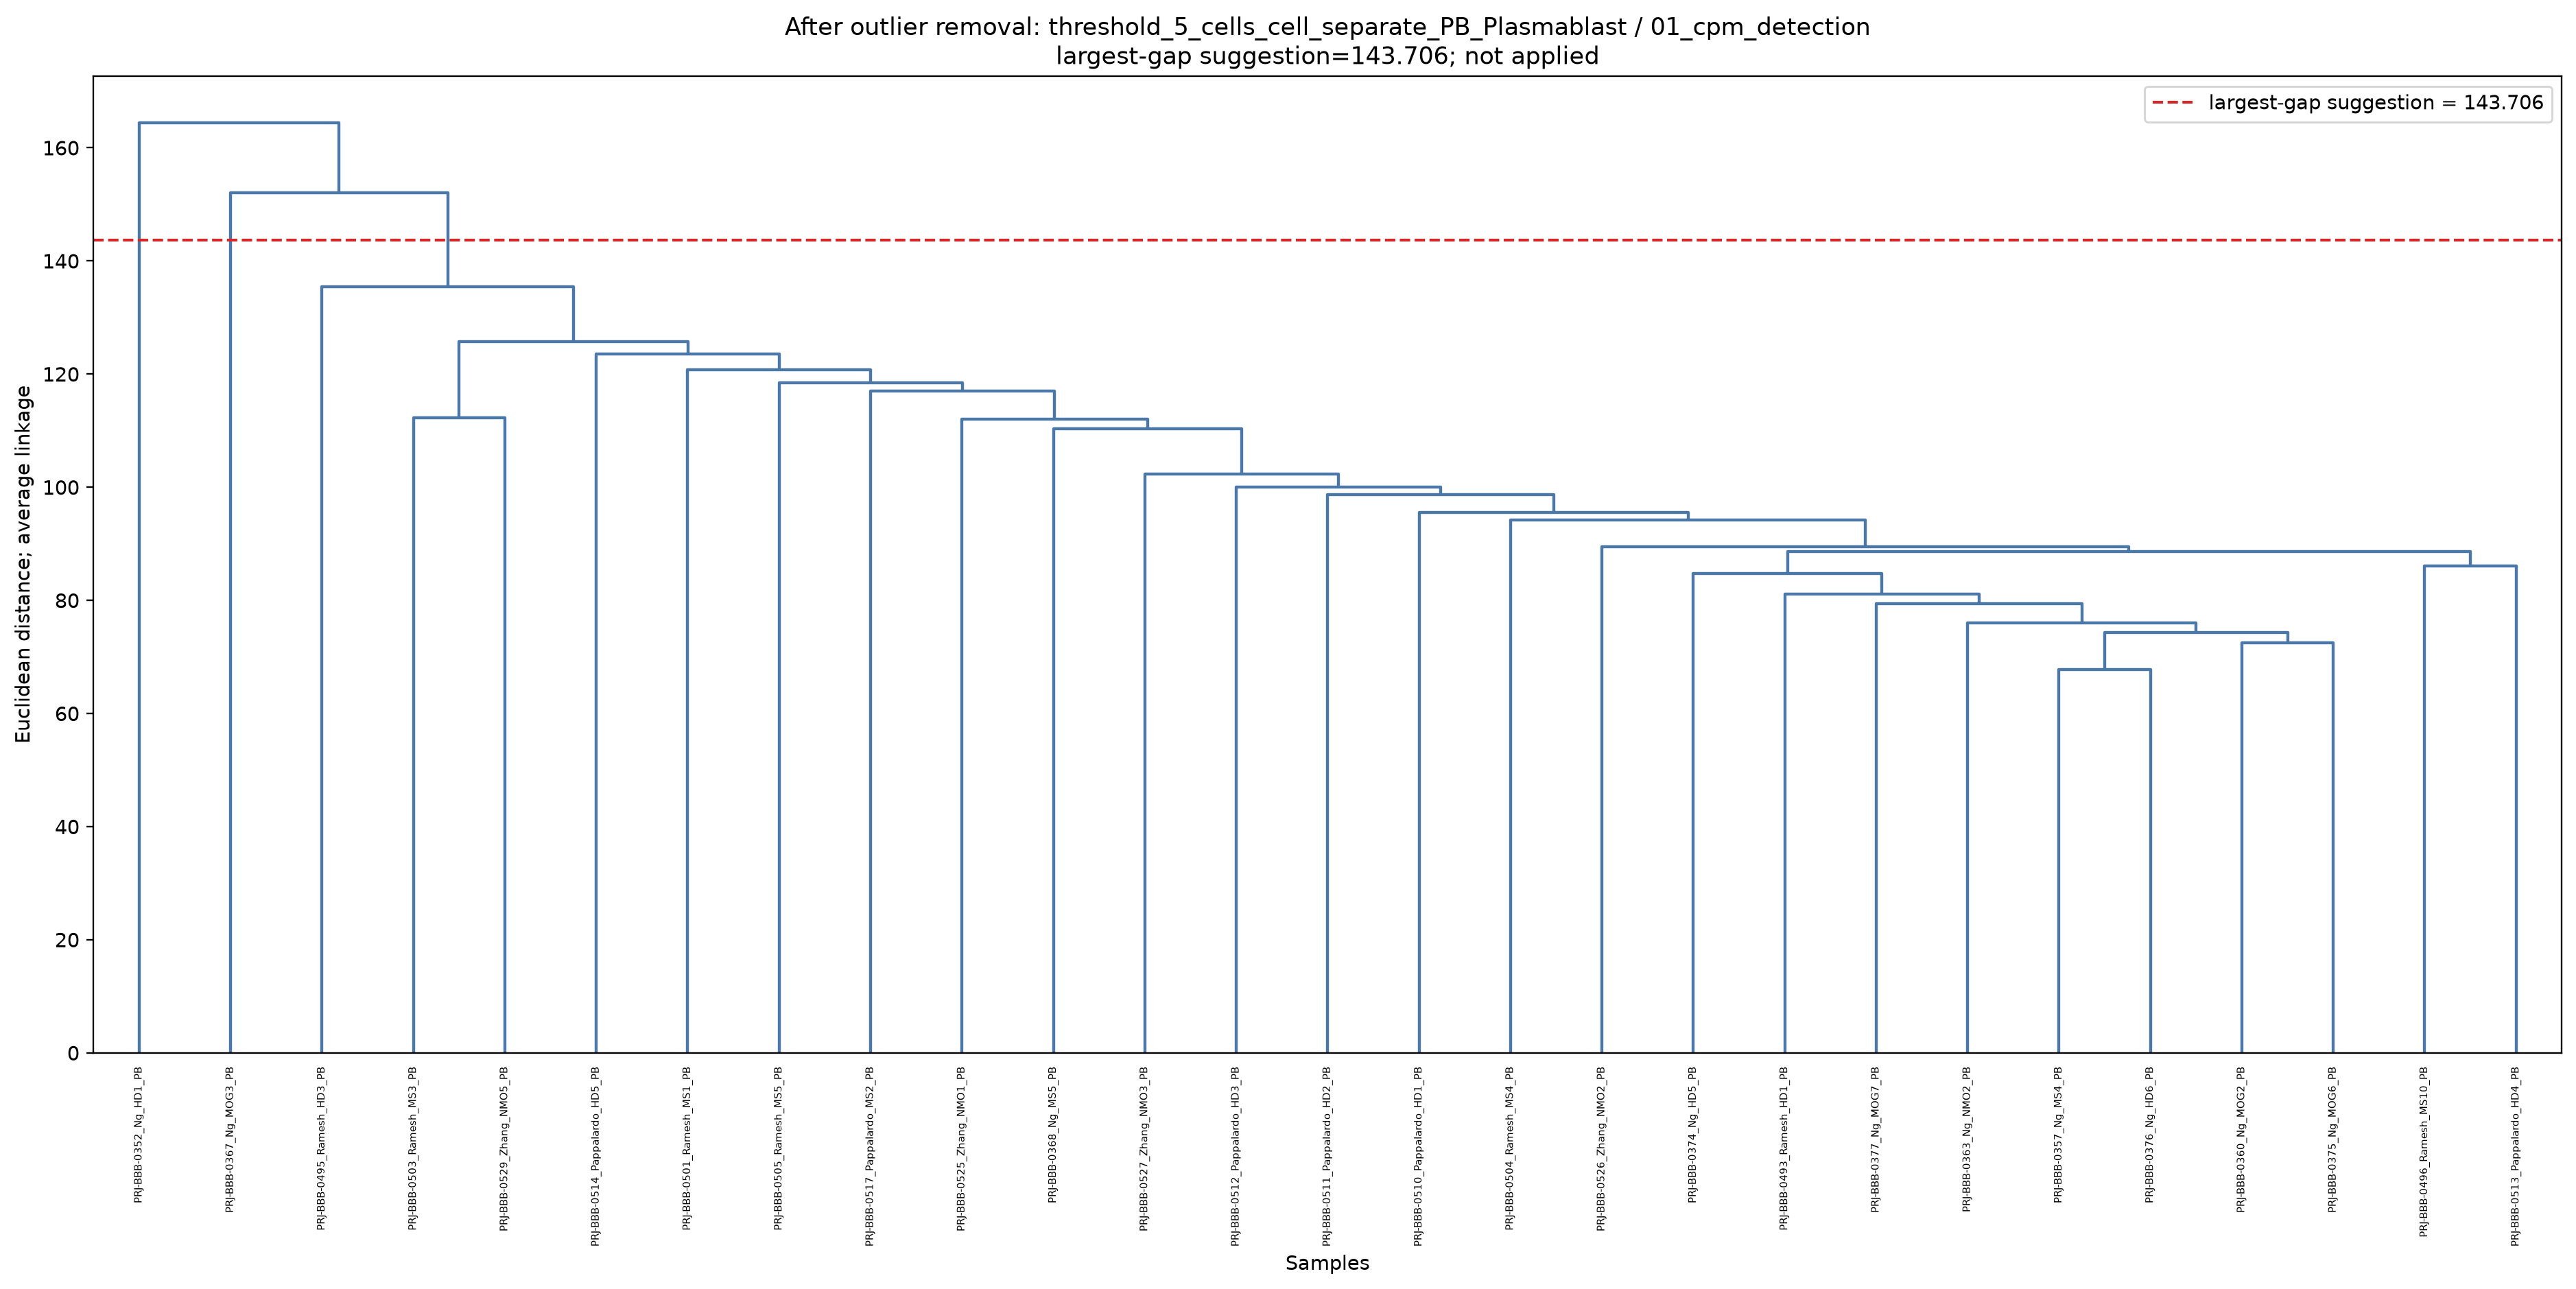 After outlier removal: threshold_5_cells_cell_separate_PB_Plasmablast / 01_cpm_detection
largest-gap suggestion=143.706; not applied
largest-gap suggestion = 143.706
Euclidean distance; average linkage
160
140
120
100
80
60
40
20
0
PRJ-BBB-0352_Ng_HD1_PB
PRJ-BBB-0367_Ng_MOG3_PB
PRJ-BBB-0495_Ramesh_HD3_PB
PRJ-BBB-0503_Ramesh_MS3_PB
PRJ-BBB-0529_Zhang_NMO5_PB
PRJ-BBB-0514_Pappalardo_HD5_PB
PRJ-BBB-0501_Ramesh_MS1_PB
PRJ-BBB-0505_Ramesh_MS5_PB
PRJ-BBB-0517_Pappalardo_MS2_PB
PRJ-BBB-0525_Zhang_NMO1_PB
PRJ-BBB-0368_Ng_MS5_PB
PRJ-BBB-0527_Zhang_NMO3_PB
PRJ-BBB-0512_Pappalardo_HD3_PB
PRJ-BBB-0511_Pappalardo_HD2_PB
PRJ-BBB-0510_Pappalardo_HD1_PB
PRJ-BBB-0504_Ramesh_MS4_PB
PRJ-BBB-0526_Zhang_NMO2_PB
PRJ-BBB-0374_Ng_HD5_PB
PRJ-BBB-0493_Ramesh_HD1_PB
PRJ-BBB-0377_Ng_MOG7_PB
PRJ-BBB-0363_Ng_NMO2_PB
PRJ-BBB-0357_Ng_MS4_PB
PRJ-BBB-0376_Ng_HD6_PB
PRJ-BBB-0360_Ng_MOG2_PB
PRJ-BBB-0375_Ng_MOG6_PB
PRJ-BBB-0496_Ramesh_MS10_PB
PRJ-BBB-0513_Pappalardo_HD4_PB
Samples